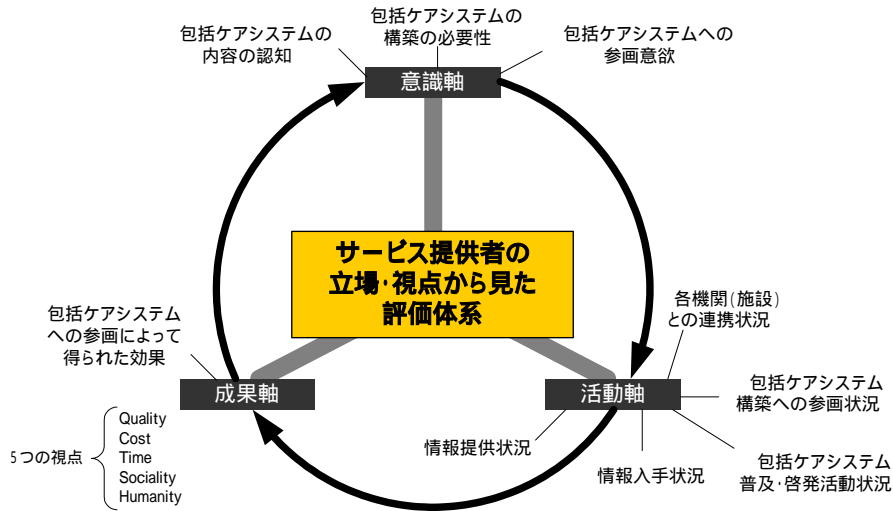 包括ケアシステムの
内容の認知
包括ケアシステムの
構築の必要性
包括ケアシステムへの
参画意欲
意識軸
サービス提供者の
立場･視点から見た
評価体系
各機関(施設)
との連携状況
包括ケアシステム
への参画によって
得られた効果
成果軸
活動軸
包括ケアシステム
構築への参画状況
5つの視点
Quality
Cost
Time
Sociality
Humanity
情報提供状況
情報入手状況
包括ケアシステム
普及･啓発活動状況